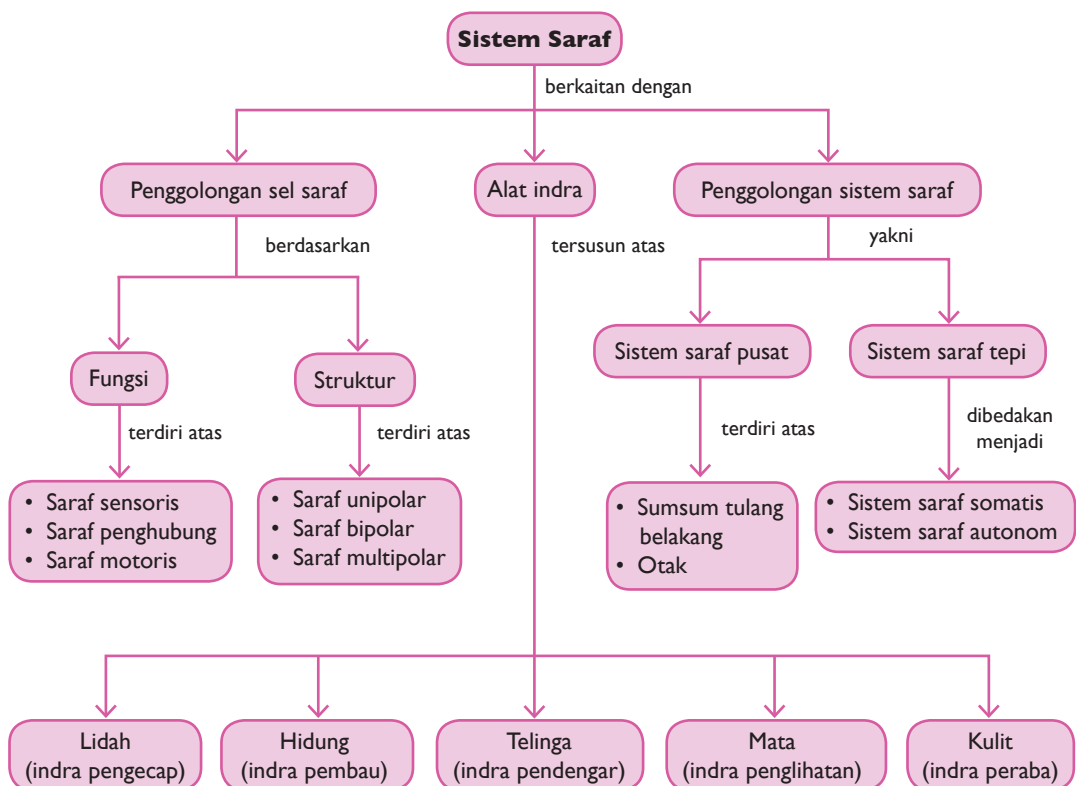 Sistem Saraf
berkaitan dengan
Penggolongan sel saraf
Alat indra
Penggolongan sistem saraf
berdasarkan
tersusun atas
yakni
Fungsi
Struktur
Sistem saraf pusat
Sistem saraf tepi
terdiri atas
terdiri atas
terdiri atas
dibedakan
menjadi
• Saraf sensoris
• Saraf penghubung
• Saraf motoris
• Saraf unipolar
• Saraf bipolar
• Saraf multipolar
• Sumsum tulang
belakang
• Otak
• Sistem saraf somatis
• Sistem saraf autonom
Lidah
(indra pengecap)
Hidung
(indra pembau)
Telinga
(indra pendengar)
Mata
(indra penglihatan)
Kulit
(indra peraba)